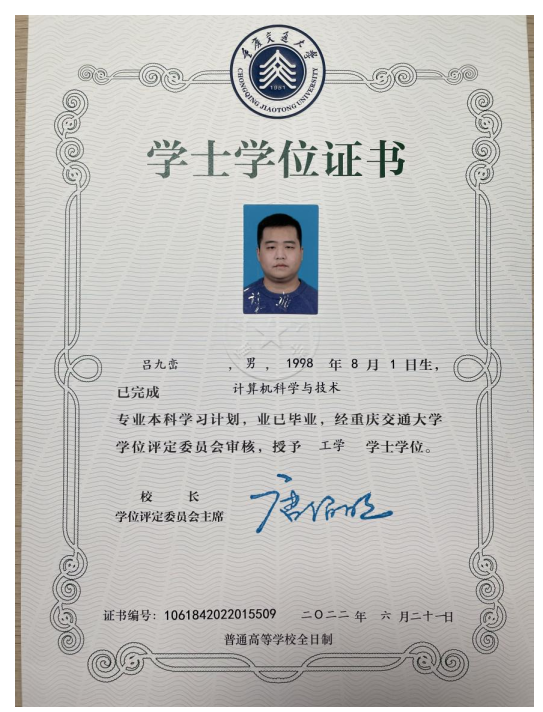 重庆交通大学
CHONGQING JIAOTONG UNIVERSITY
1951
学士学位证书
吕九峦 ，男，1998 年 8 月 1 日生，
已完成 计算机科学与技术
专业本科学习计划，业已毕业，经重庆交通大学
学位评定委员会审核，授予 工学 学士学位。
校 长
学位评定委员会主席
唐伯明
证书编号：1061842022015509 二〇二二 年 六 月二十一日
普通高等学校全日制